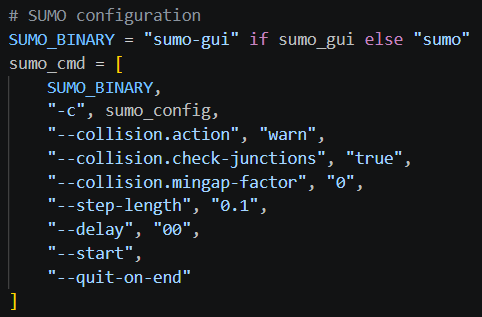 # SUMO configuration
SUMO_BINARY = "sumo-gui" if sumo_gui else "sumo"
sumo_cmd = [
    SUMO_BINARY,
    "-c", sumo_config,
    "--collision.action", "warn",
    "--collision.check-junctions", "true",
    "--collision.mingap-factor", "0",
    "--step-length", "0.1",
    "--delay", "00",
    "--start",
    "--quit-on-end"
]